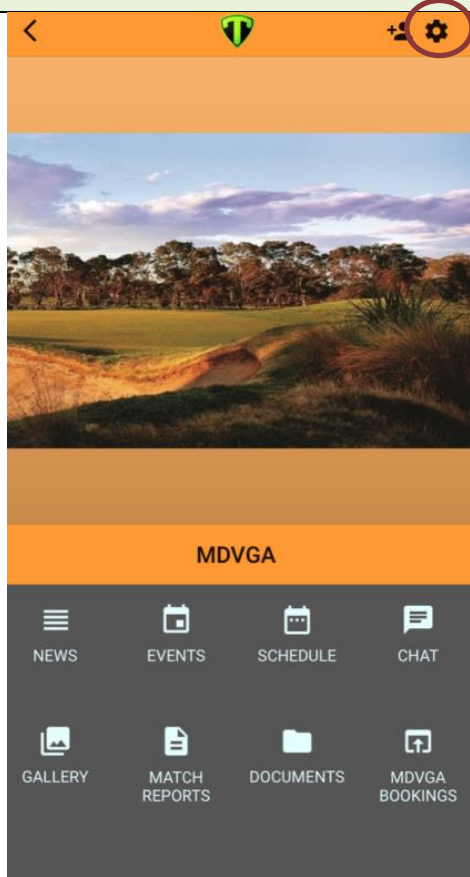 MDVGA
NEWS
EVENTS
SCHEDULE
CHAT
GALLERY
MATCH
REPORTS
DOCUMENTS
MDVGA
BOOKINGS